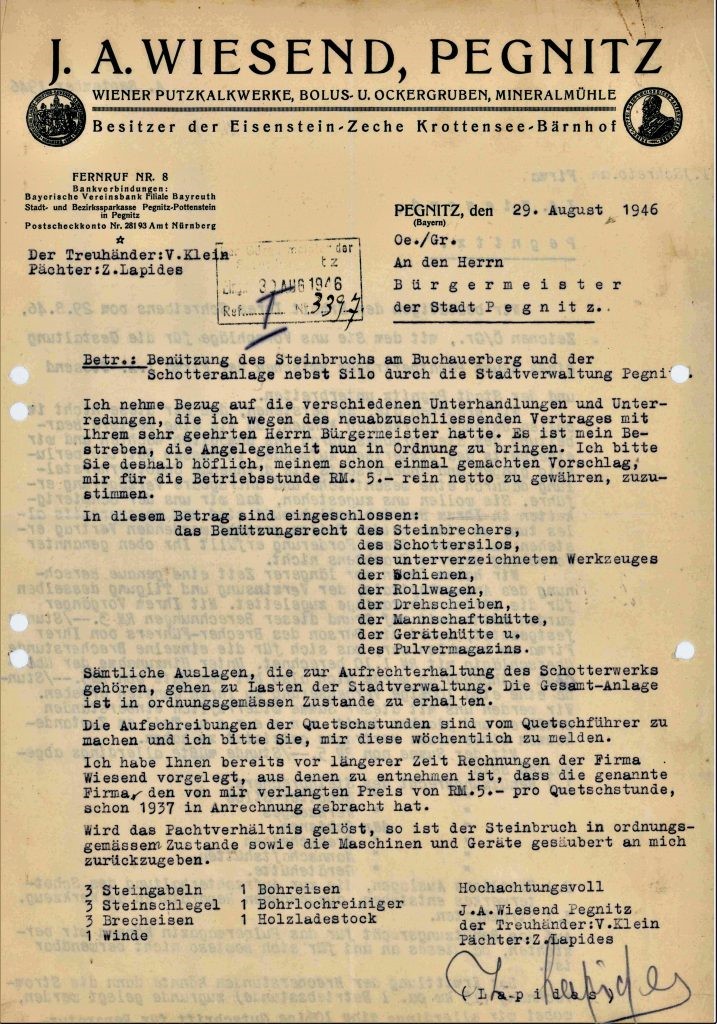 J. A. WIESEND, PEGNITZ
WIENER PUTZKALKWERKE, BOLUS- U. OCKERGRUBEN, MINERALMÜHLE
Besitzer der Eisenstein-Zeche Krottensee-Bärnhof
FERNRUF NR. 8
Bankverbindungen:
Bayerische Vereinsbank Filiale Bayreuth
Stadt- und Bezirkssparkasse Pegnitz-Pottenstein
in Pegnitz
Postscheckkonto Nr. 28193 Amt Nürnberg
Der Treuhänder:V.Klein
Pächter:Z.Lapides
der
tz
30 AUG 1946
Ref. I Nr. 3397
PEGNITZ, den 29. August 1946
(Bayern)
Oe./Gr.
An den Herrn
Bürgermeister
der Stadt Pegnitz.
Betr.: Benützung des Steinbruchs am Buchauerberg und der
Schotteranlage nebst Silo durch die Stadtverwaltung Pegni .
Ich nehme Bezug auf die verschiedenen Unterhandlungen und Unter-
redungen, die ich wegen des neuabzuschliessenden Vertrages mit
Ihrem sehr geehrten Herrn Bürgermeister hatte. Es ist mein Be-
streben, die Angelegenheit nun in Ordnung zu bringen. Ich bitte
Sie deshalb höflich, meinem schon einmal gemachten Vorschlag,
mir für die Betriebsstunde RM. 5.- rein netto zu gewähren, zuzu-
stimmen.
In diesem Betrag sind eingeschlossen:
das Benützungsrecht des Steinbrechers,
des Schottersilos,
des unterverzeichneten Werkzeuges
der Schienen,
der Rollwagen,
der Drehscheiben,
der Mannschaftshütte,
der Gerätehütte u.
des Pulvermagazins.
Sämtliche Auslagen, die zur Aufrechterhaltung des Schotterwerks
gehören, gehen zu Lasten der Stadtverwaltung. Die Gesamt-Anlage
ist in ordnungsgemässen Zustande zu erhalten.
Die Aufschreibungen der Quetschstunden sind vom Quetschführer zu
machen und ich bitte Sie, mir diese wöchentlich zu melden.
Ich habe Ihnen bereits vor längerer Zeit Rechnungen der Firma
Wiesend vorgelegt, aus denen zu entnehmen ist, dass die genannte
Firma, den von mir verlangten Preis von RM.5.- pro Quetschstunde,
schon 1937 in Anrechnung gebracht hat.
Wird das Pachtverhältnis gelöst, so ist der Steinbruch in ordnungs-
gemässem Zustande sowie die Maschinen und Geräte gesäubert an mich
zurückzugeben.
3 Steingabeln 1 Bohreisen
3 Steinschlegel 1 Bohrlochreiniger
3 Brecheisen 1 Holzladestock
1 Winde
Hochachtungsvoll
J.A.Wiesend Pegnitz
der Treuhänder:V.Klein
Pächter:Z.Lapides
Z. Lapides
(Lapides)